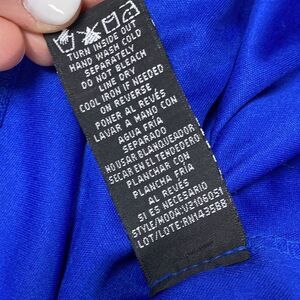 TURN INSIDE OUT
HAND WASH COLD
SEPARATELY
DO NOT BLEACH
LINE DRY
COOL IRON IF NEEDED
ON REVERSE
PONER AL REVÉS
LAVAR A MANO CON
AGUA FRÍA
SEPARADO
NO USAR BLANQUEADOR
SECAR EN EL TENDEDERO
PLANCHAR CON
PLANCHA FRÍA
AL REVÉS
SI ES NECESARIO
STYLE/MODA:V2106051
LOT/LOTE:RN143588